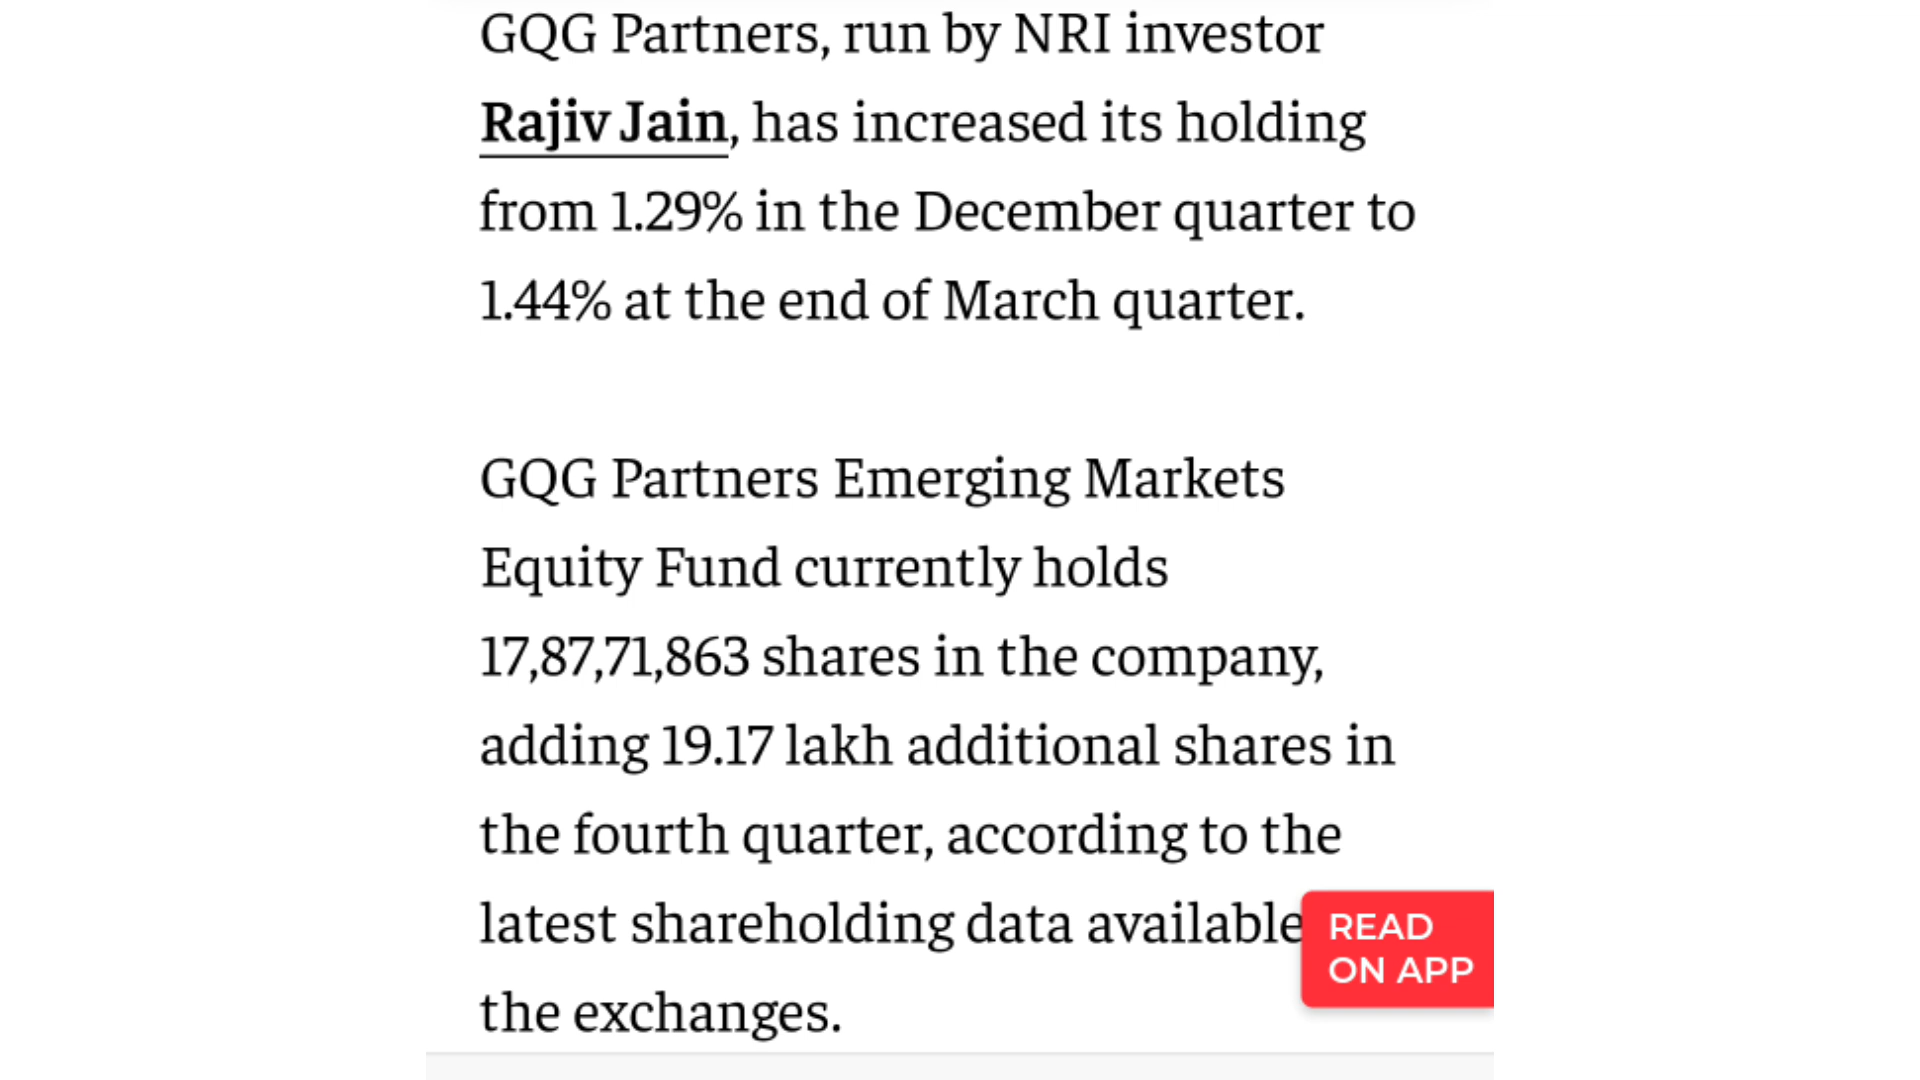 GQG Partners, run by NRI investor
Rajiv Jain, has increased its holding
from 1.29% in the December quarter to
1.44% at the end of March quarter.
GQG Partners Emerging Markets
Equity Fund currently holds
17,87,71,863 shares in the company,
adding 19.17 lakh additional shares in
the fourth quarter, according to the
latest shareholding data available
READ
ON APP
the exchanges.